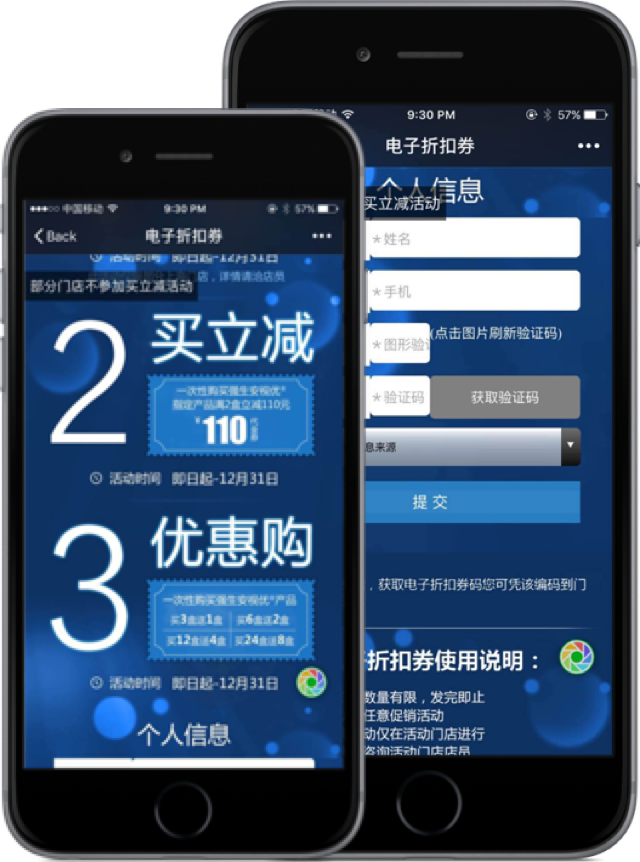 中国移动
9:30 PM
57%
Back
电子折扣券
活动时间 即日起-12月31日
店，详情请洽店员
部分门店不参加买立减活动
2
买立减
一次性购买强生安视优®
指定产品满2盒立减110元
¥110代金券
活动时间 即日起-12月31日
3
优惠购
一次性购买强生安视优®产品
买3盒送1盒 买6盒送2盒
买12盒送4盒 买24盒送8盒
活动时间 即日起-12月31日
个人信息
9:30 PM
57%
电子折扣券
个人信息
买立减活动
*姓名
*手机
*图形验证
(点击图片刷新验证码)
*验证码
获取验证码
息来源
提 交
，获取电子折扣券码您可凭该编码到门
折扣券使用说明：
数量有限，发完即止
任意促销活动
动仅在活动门店进行
咨询活动门店店员